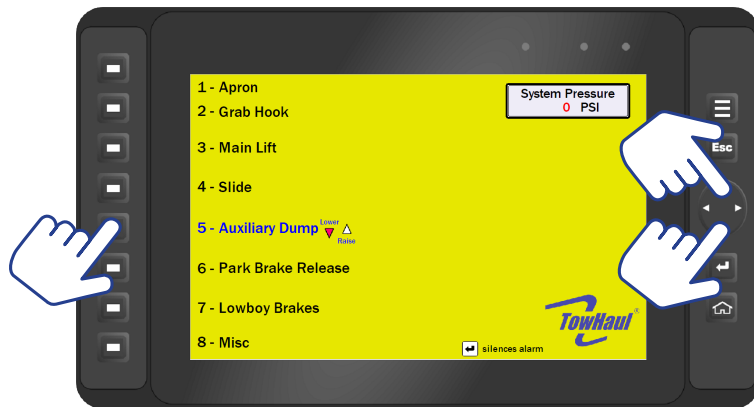 1 - Apron
System Pressure
0 PSI
2 - Grab Hook
Esc
3 - Main Lift
4 - Slide
5 - Auxiliary Dump
Lower
Raise
6 - Park Brake Release
7 - Lowboy Brakes
TowHaul®
8 - Misc
silences alarm